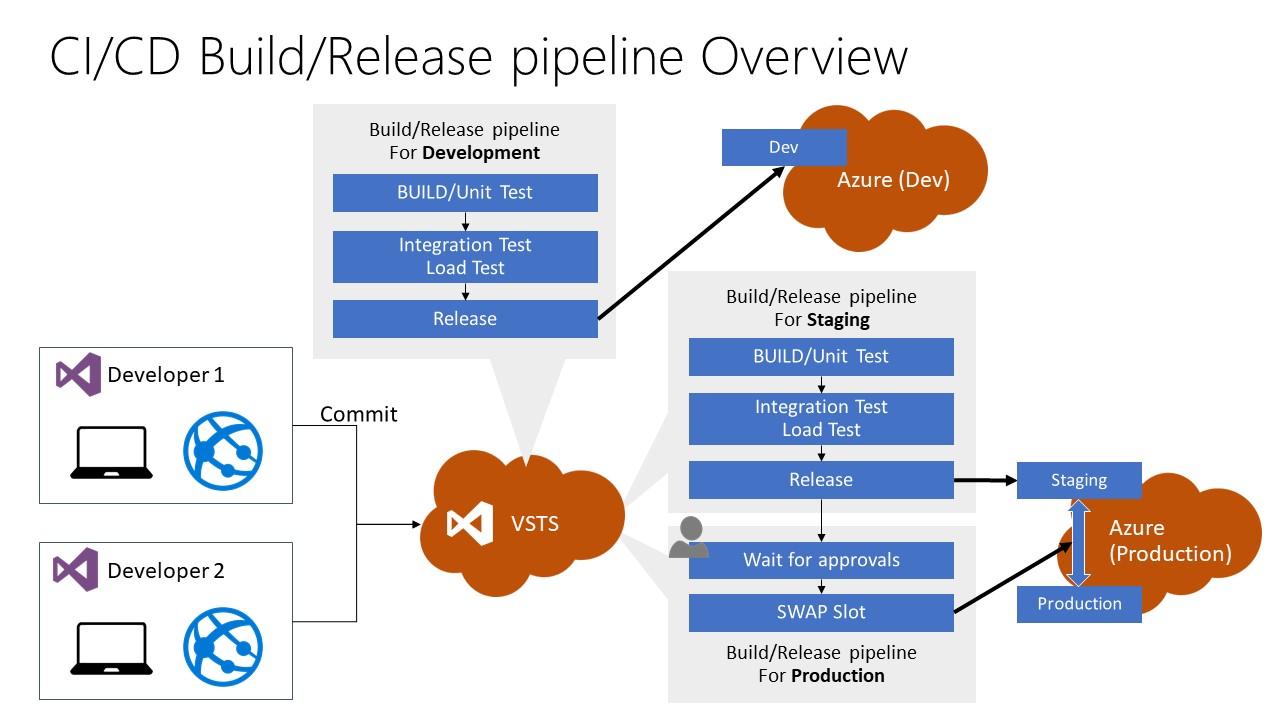 CI/CD Build/Release pipeline Overview
Build/Release pipeline
For Development
BUILD/Unit Test
Integration Test
Load Test
Release
Dev
Azure (Dev)
Developer 1
Commit
Developer 2
VSTS
Build/Release pipeline
For Staging
BUILD/Unit Test
Integration Test
Load Test
Release
Wait for approvals
SWAP Slot
Build/Release pipeline
For Production
Staging
Azure
(Production)
Production